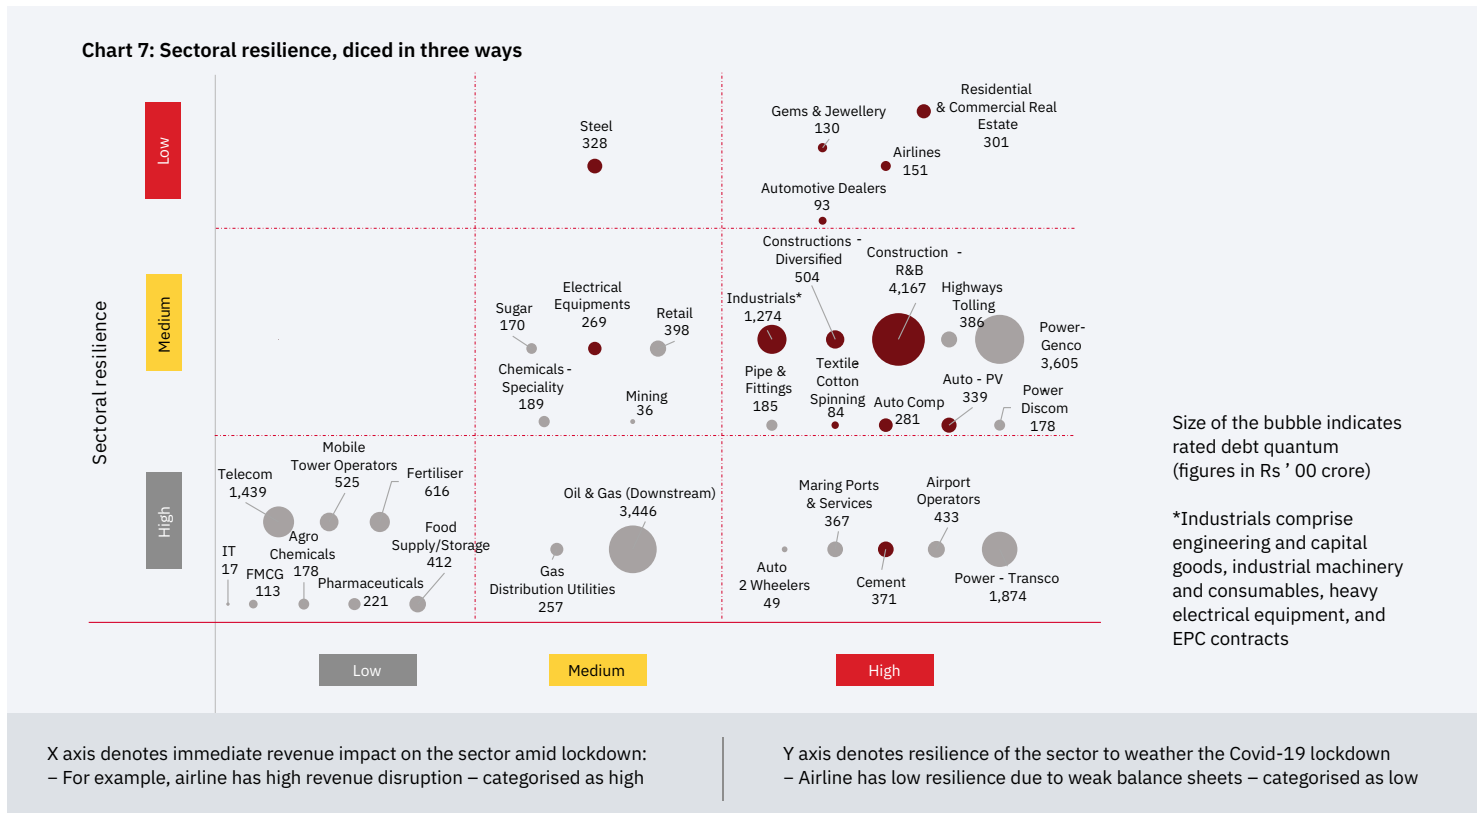 Chart 7: Sectoral resilience, diced in three ways
Sectoral resilience
Low
Steel
328
Gems & Jewellery
130
Residential
& Commercial Real
Estate
301
Airlines
151
Automotive Dealers
93
Medium
Sugar
170
Electrical
Equipments
269
Retail
398
Chemicals -
Speciality
189
Mining
36
Constructions -
Diversified
504
Construction -
R&B
4,167
Industrials*
1,274
Highways
Tolling
386
Power-
Genco
3,605
Pipe &
Fittings
185
Textile
Cotton
Spinning
84
Auto Comp
281
Auto - PV
339
Power
Discom
178
High
Telecom
1,439
Mobile
Tower Operators
525
Fertiliser
616
IT
17
FMCG
113
Agro
Chemicals
178
Pharmaceuticals
221
Food
Supply/Storage
412
Oil & Gas (Downstream)
3,446
Gas
Distribution Utilities
257
Maring Ports
& Services
367
Airport
Operators
433
Auto
2 Wheelers
49
Cement
371
Power - Transco
1,874
Low
Medium
High
Size of the bubble indicates
rated debt quantum
(figures in Rs ’ 00 crore)
*Industrials comprise
engineering and capital
goods, industrial machinery
and consumables, heavy
electrical equipment, and
EPC contracts
X axis denotes immediate revenue impact on the sector amid lockdown:
– For example, airline has high revenue disruption – categorised as high
Y axis denotes resilience of the sector to weather the Covid-19 lockdown
– Airline has low resilience due to weak balance sheets – categorised as low